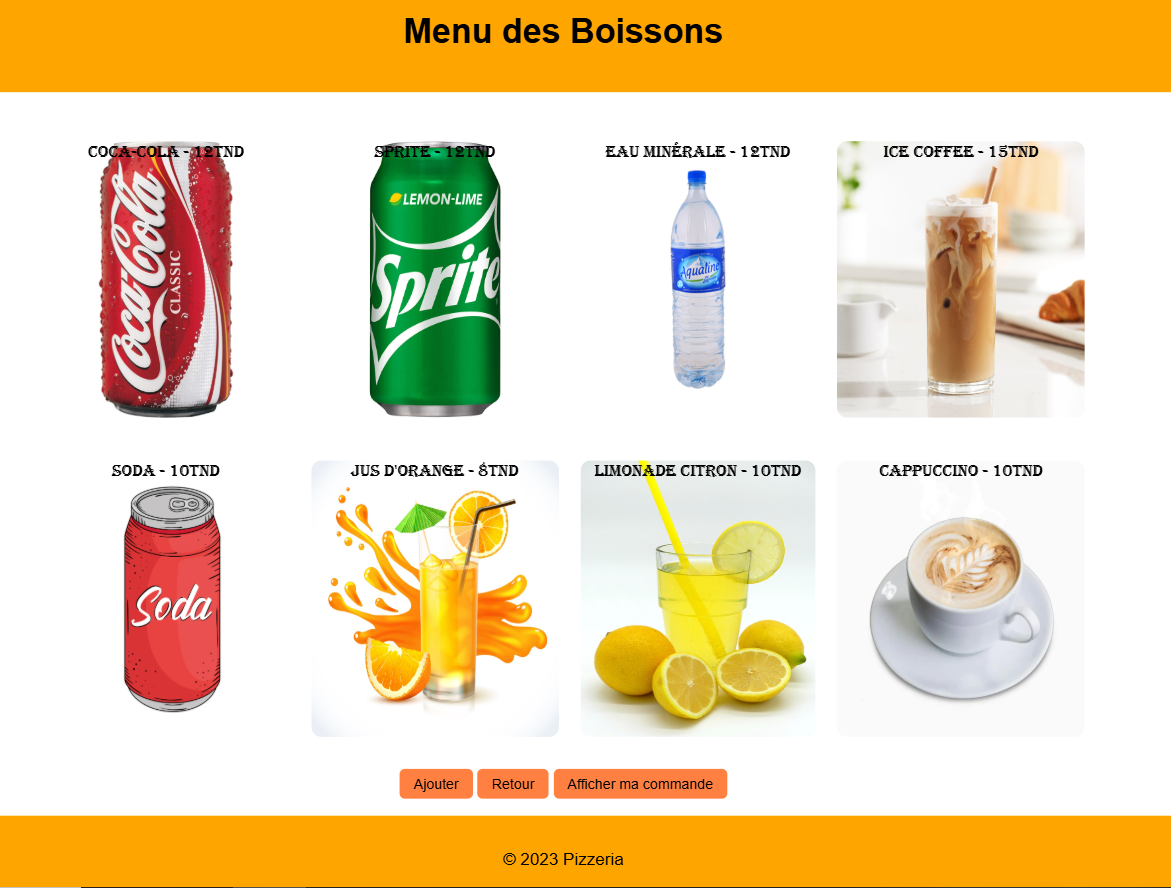 Menu des Boissons
COCA-COLA - 12TND
SPRITE - 12TND
EAU MINÉRALE - 12TND
ICE COFFEE - 15TND
Coca-Cola
CLASSIC
LEMON-LIME
Sprite
Aquatine
SODA - 10TND
JUS D'ORANGE - 8TND
LIMONADE CITRON - 10TND
CAPPUCCINO - 10TND
Soda
Ajouter
Retour
Afficher ma commande
© 2023 Pizzeria